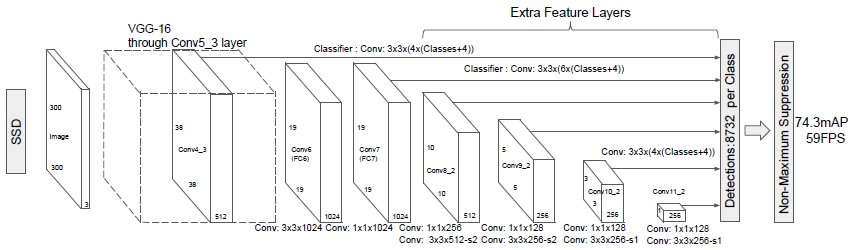 Extra Feature Layers
VGG-16
through Conv5_3 layer
Classifier : Conv: 3x3x(4x(Classes+4))
Classifier : Conv: 3x3x(6x(Classes+4))
SSD
300
Image
300
3
38
Conv4_3
38
512
19
Conv6
(FC6)
19
1024
19
Conv7
(FC7)
19
1024
10
Conv8_2
10
512
5
Conv9_2
5
256
Conv: 3x3x(4x(Classes+4))
3
Conv10_2
3
256
Conv11_2
1
256
Detections:8732 per Class
Non-Maximum Suppression
74.3mAP
59FPS
Conv: 3x3x1024
Conv: 1x1x1024
Conv: 1x1x256
Conv: 3x3x512-s2
Conv: 1x1x128
Conv: 3x3x256-s2
Conv: 1x1x128
Conv: 3x3x256-s1
Conv: 1x1x128
Conv: 3x3x256-s1